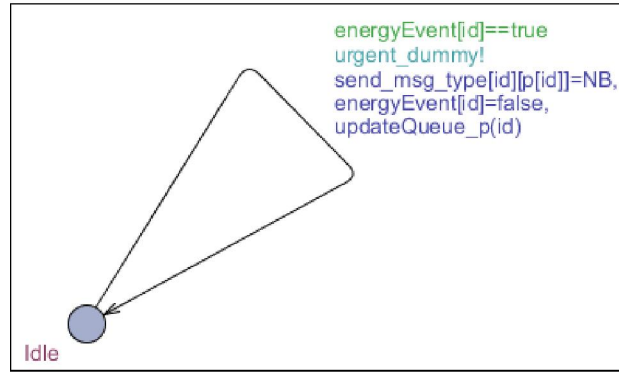 energyEvent[id]==true
urgent_dummy!
send_msg_type[id][p[id]]=NB,
energyEvent[id]=false,
updateQueue_p(id)
Idle